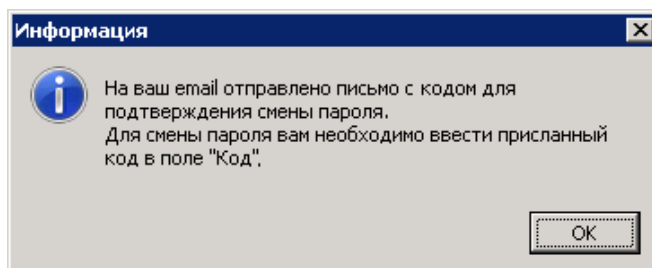 Информация
На ваш email отправлено письмо с кодом для
подтверждения смены пароля.
Для смены пароля вам необходимо ввести присланный
код в поле "Код",
OK